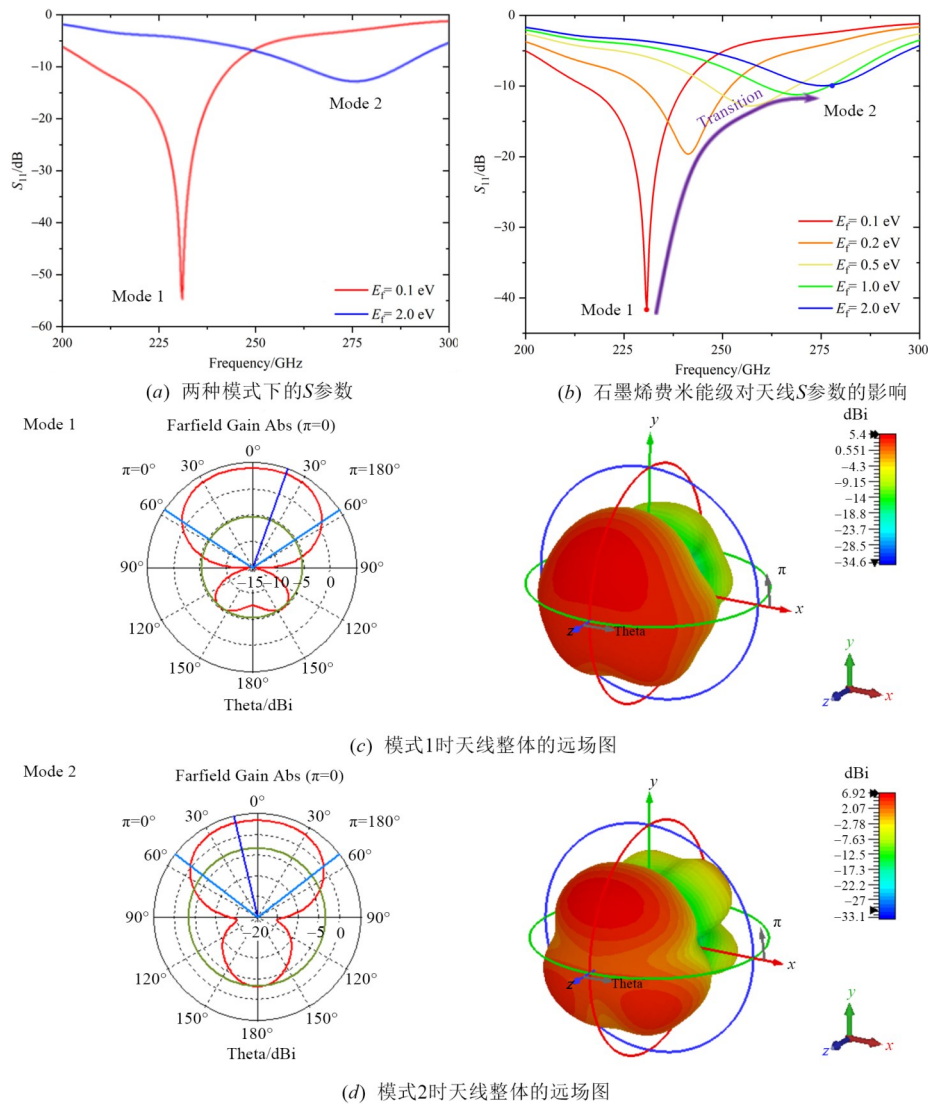 0
−10
−20
−30
−40
−50
−60
S11/dB
Mode 2
Mode 1
Ef= 0.1 eV
Ef= 2.0 eV
200 225 250 275 300
Frequency/GHz
(a) 两种模式下的S参数
0
−10
−20
−30
−40
S11/dB
Transition
Mode 2
Mode 1
Ef= 0.1 eV
Ef= 0.2 eV
Ef= 0.5 eV
Ef= 1.0 eV
Ef= 2.0 eV
200 225 250 275 300
Frequency/GHz
(b) 石墨烯费米能级对天线S参数的影响
Mode 1
Farfield Gain Abs (π=0)
0°
π=0° 30° 30° π=180°
60° 60°
90° −15 −10 −5 0 90°
120° 120°
150° 150°
180°
Theta/dBi
y
π
x
z Theta
dBi
5.4
0.551
−4.3
−9.15
−14
−18.8
−23.7
−28.5
−34.6
y
z x
(c) 模式1时天线整体的远场图
Mode 2
Farfield Gain Abs (π=0)
0°
π=0° 30° 30° π=180°
60° 60°
90° −20 −5 0 90°
120° 120°
150° 150°
180°
Theta/dBi
y
π
x
z Theta
dBi
6.92
2.07
−2.78
−7.63
−12.5
−17.3
−22.2
−27
−33.1
y
z x
(d) 模式2时天线整体的远场图